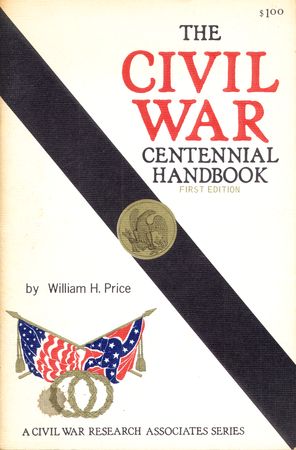 $1.00
THE
CIVIL
WAR
CENTENNIAL
HANDBOOK
FIRST EDITION
by William H. Price
A CIVIL WAR RESEARCH ASSOCIATES SERIES